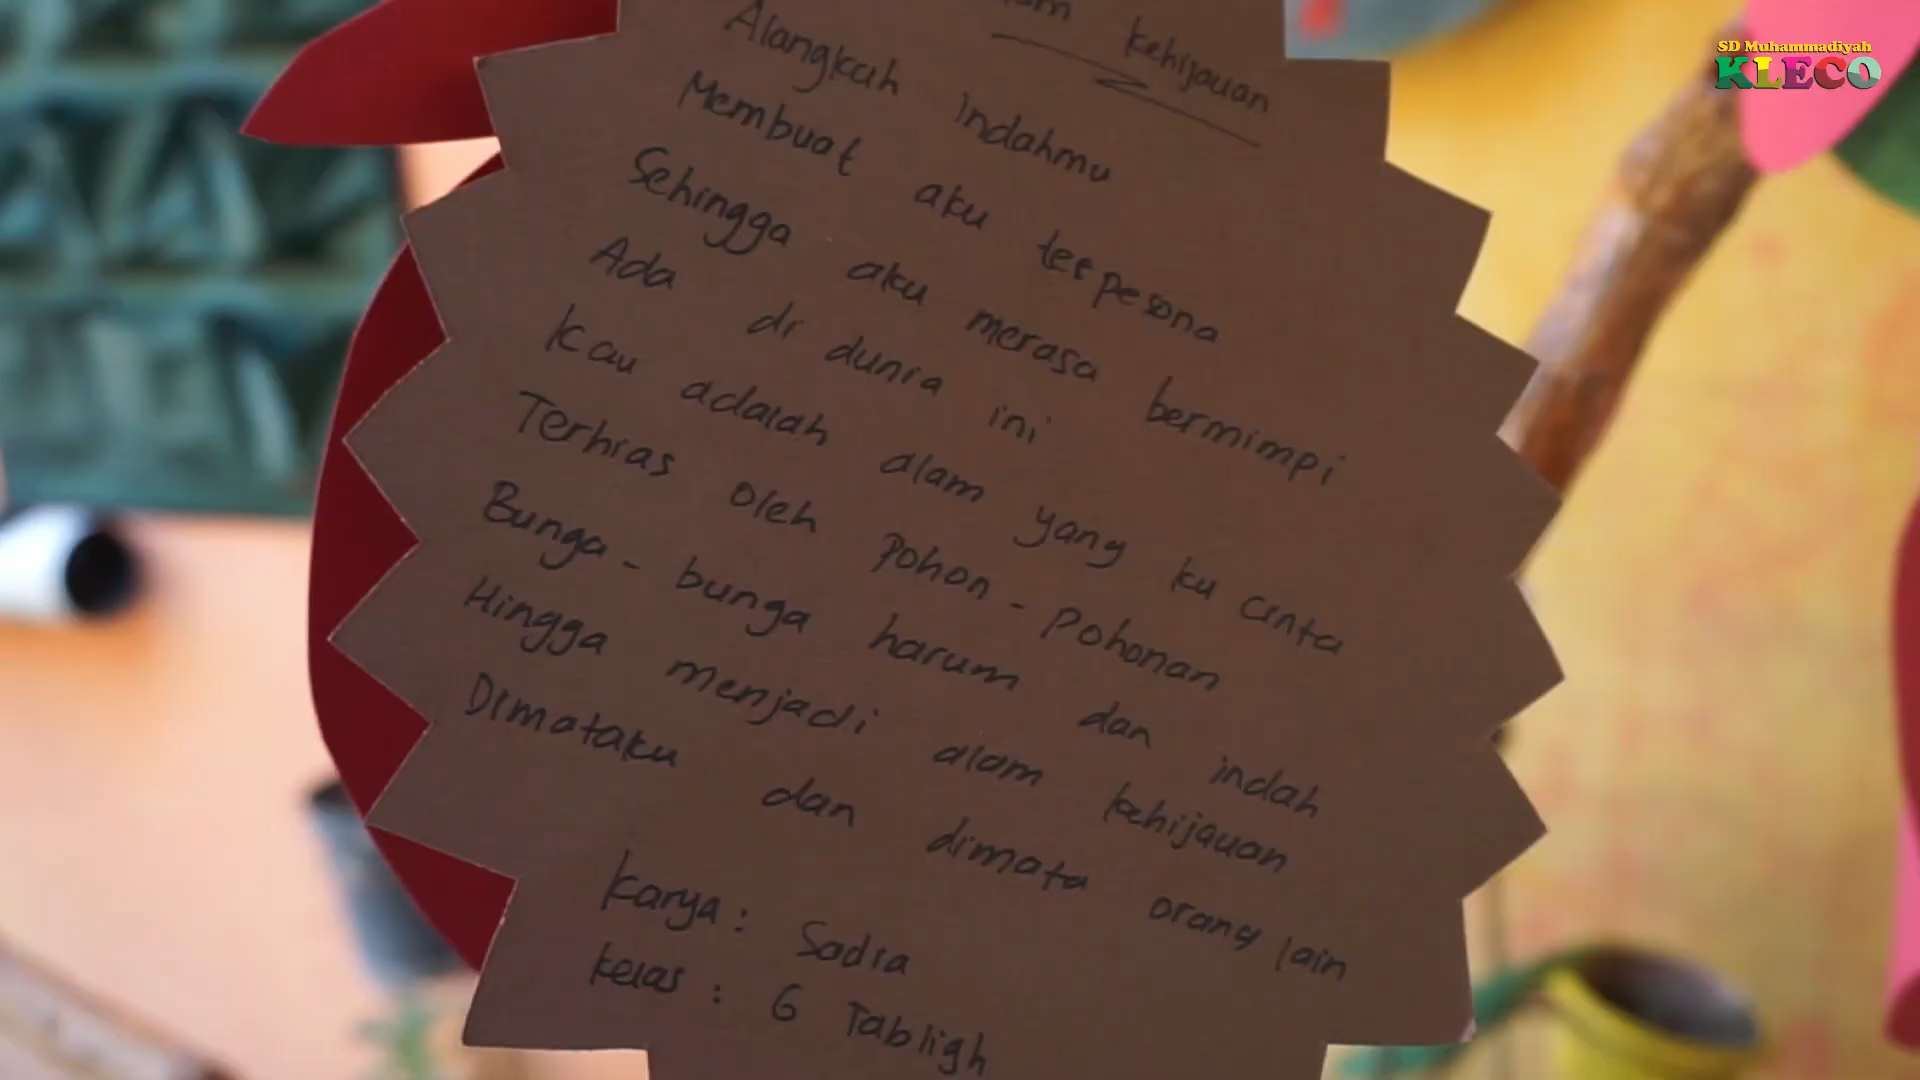 kehijauan
Alangkah indahmu
Membuat aku terpesona
Sehingga aku merasa bermimpi
Ada di dunia ini
Kau adalah alam yang ku cinta
Terhias oleh pohon - pohonan
Bunga - bunga harum dan indah
Hingga menjadi alam kehijauan
Dimataku dan dimata orang lain
Karya : Sadra
Kelas : 6 Tabligh
SD Muhammadiyah
KLECO